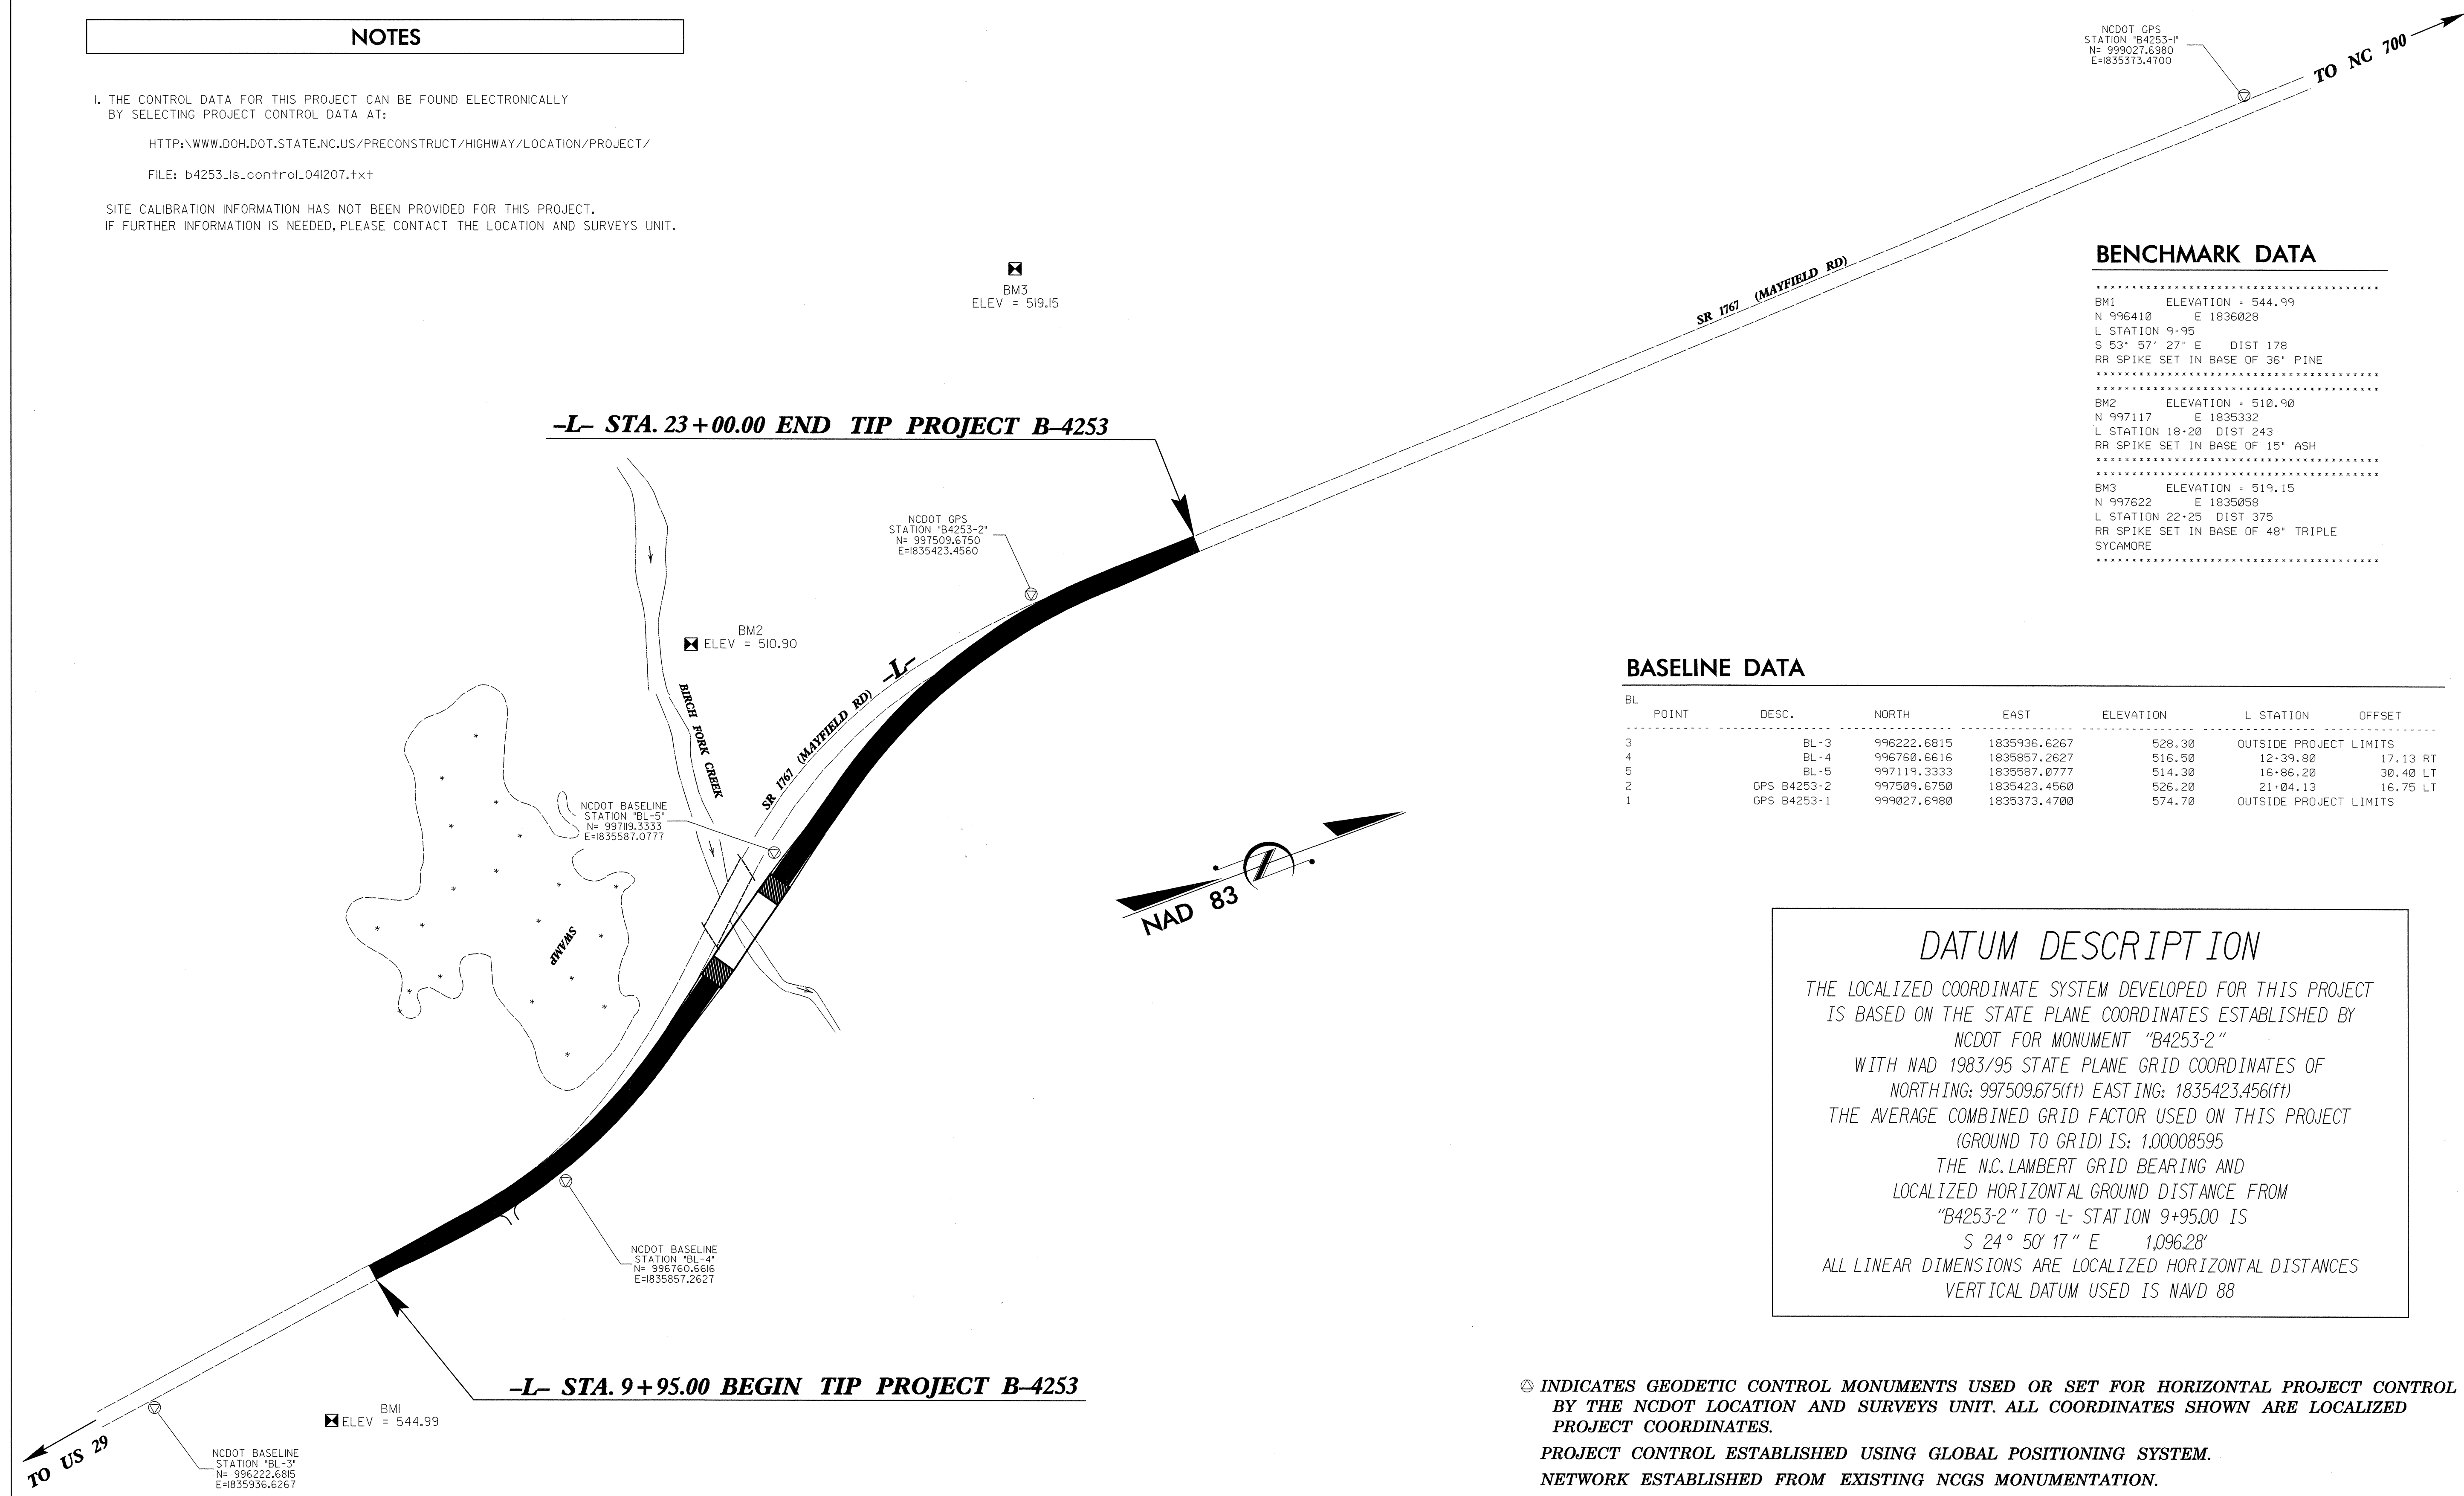 NOTES
1. THE CONTROL DATA FOR THIS PROJECT CAN BE FOUND ELECTRONICALLY
BY SELECTING PROJECT CONTROL DATA AT:
HTTP:\WWW.DOH.DOT.STATE.NC.US/PRECONSTRUCT/HIGHWAY/LOCATION/PROJECT/
FILE: b4253_ls_control_041207.txt
SITE CALIBRATION INFORMATION HAS NOT BEEN PROVIDED FOR THIS PROJECT.
IF FURTHER INFORMATION IS NEEDED, PLEASE CONTACT THE LOCATION AND SURVEYS UNIT.
NCDOT GPS
STATION "B4253-1"
N= 999027.6980
E=1835373.4700
TO NC 700
SR 1767 (MAYFIELD RD)
BM3
ELEV = 519.15
-L- STA. 23+00.00 END TIP PROJECT B-4253
NCDOT GPS
STATION "B4253-2"
N= 997509.6750
E=1835423.4560
BM2
ELEV = 510.90
BIRCH FORK CREEK
SR 1767 (MAYFIELD RD)
-L-
NCDOT BASELINE
STATION "BL-5"
N= 997119.3333
E=1835587.0777
SWAMP
NAD 83
NCDOT BASELINE
STATION "BL-4"
N= 996760.6616
E=1835857.2627
-L- STA. 9+95.00 BEGIN TIP PROJECT B-4253
BM1
ELEV = 544.99
TO US 29
NCDOT BASELINE
STATION "BL-3"
N= 996222.6815
E=1835936.6267
BENCHMARK DATA
***************************************
BM1 ELEVATION = 544.99
N 996410 E 1836028
L STATION 9+95
S 53° 57' 27" E DIST 178
RR SPIKE SET IN BASE OF 36" PINE
***************************************
***************************************
BM2 ELEVATION = 510.90
N 997117 E 1835332
L STATION 18+20 DIST 243
RR SPIKE SET IN BASE OF 15" ASH
***************************************
***************************************
BM3 ELEVATION = 519.15
N 997622 E 1835058
L STATION 22+25 DIST 375
RR SPIKE SET IN BASE OF 48" TRIPLE
SYCAMORE
***************************************
BASELINE DATA
BL
POINT DESC. NORTH EAST ELEVATION L STATION OFFSET
3 BL-3 996222.6815 1835936.6267 528.30 OUTSIDE PROJECT LIMITS
4 BL-4 996760.6616 1835857.2627 516.50 12+39.80 17.13 RT
5 BL-5 997119.3333 1835587.0777 514.30 16+86.20 30.40 LT
2 GPS B4253-2 997509.6750 1835423.4560 526.20 21+04.13 16.75 LT
1 GPS B4253-1 999027.6980 1835373.4700 574.70 OUTSIDE PROJECT LIMITS
DATUM DESCRIPTION
THE LOCALIZED COORDINATE SYSTEM DEVELOPED FOR THIS PROJECT
IS BASED ON THE STATE PLANE COORDINATES ESTABLISHED BY
NCDOT FOR MONUMENT "B4253-2"
WITH NAD 1983/95 STATE PLANE GRID COORDINATES OF
NORTHING: 997509.675(ft) EASTING: 1835423.456(ft)
THE AVERAGE COMBINED GRID FACTOR USED ON THIS PROJECT
(GROUND TO GRID) IS: 1.00008595
THE N.C. LAMBERT GRID BEARING AND
LOCALIZED HORIZONTAL GROUND DISTANCE FROM
"B4253-2" TO -L- STATION 9+95.00 IS
S 24° 50' 17" E 1,096.28'
ALL LINEAR DIMENSIONS ARE LOCALIZED HORIZONTAL DISTANCES
VERTICAL DATUM USED IS NAVD 88
INDICATES GEODETIC CONTROL MONUMENTS USED OR SET FOR HORIZONTAL PROJECT CONTROL
BY THE NCDOT LOCATION AND SURVEYS UNIT. ALL COORDINATES SHOWN ARE LOCALIZED
PROJECT COORDINATES.
PROJECT CONTROL ESTABLISHED USING GLOBAL POSITIONING SYSTEM.
NETWORK ESTABLISHED FROM EXISTING NCGS MONUMENTATION.